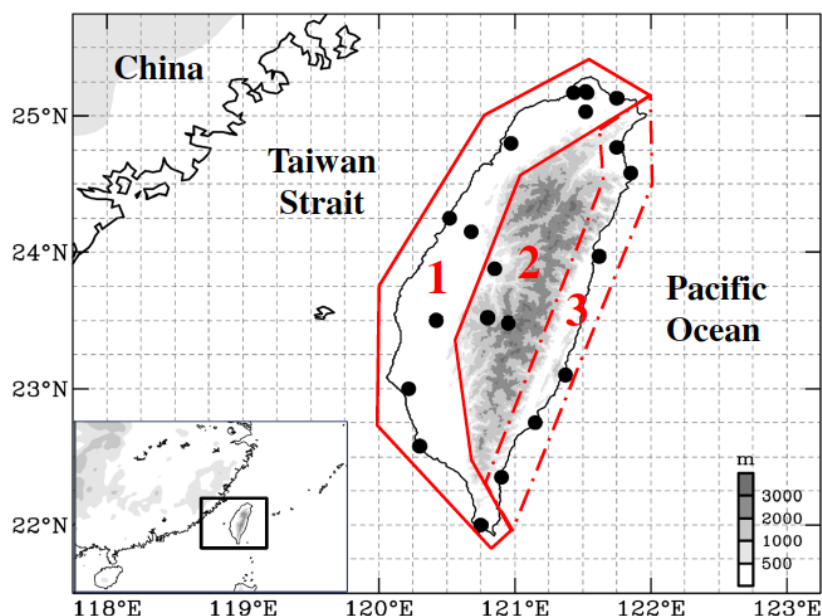 China
25°N
Taiwan
Strait
24°N
1
2
3
Pacific
Ocean
23°N
22°N
m
3000
2000
1000
500
118°E
119°E
120°E
121°E
122°E
123°E